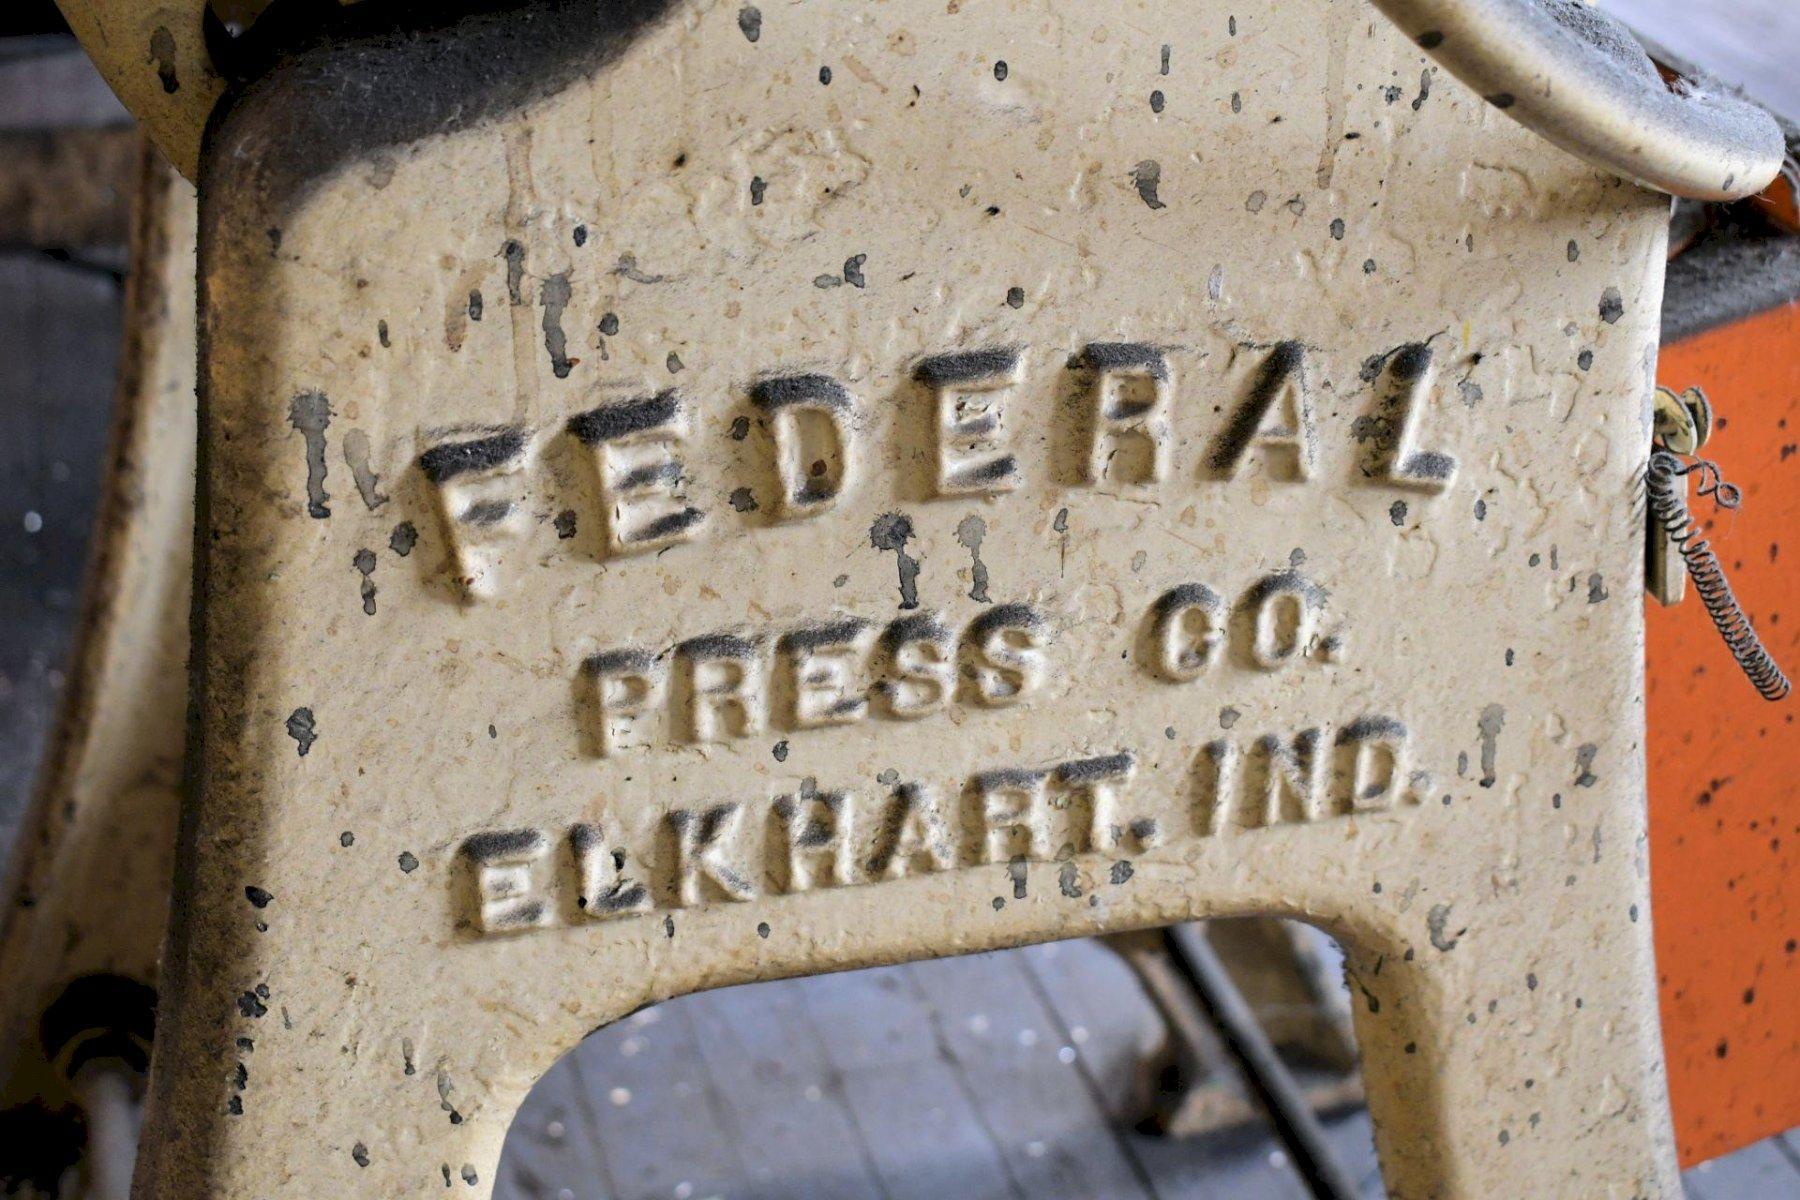 FEDERAL
PRESS CO.
ELKHART, IND.